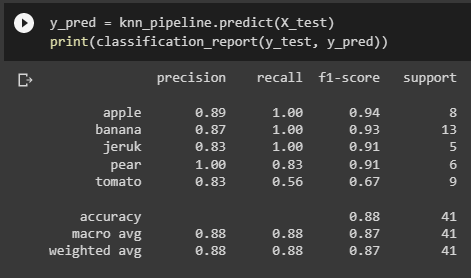 y_pred = knn_pipeline.predict(X_test)
print(classification_report(y_test, y_pred))
precision recall f1-score support
apple 0.89 1.00 0.94 8
banana 0.87 1.00 0.93 13
jeruk 0.83 1.00 0.91 5
pear 1.00 0.83 0.91 6
tomato 0.83 0.56 0.67 9
accuracy 0.88 41
macro avg 0.88 0.88 0.87 41
weighted avg 0.88 0.88 0.87 41